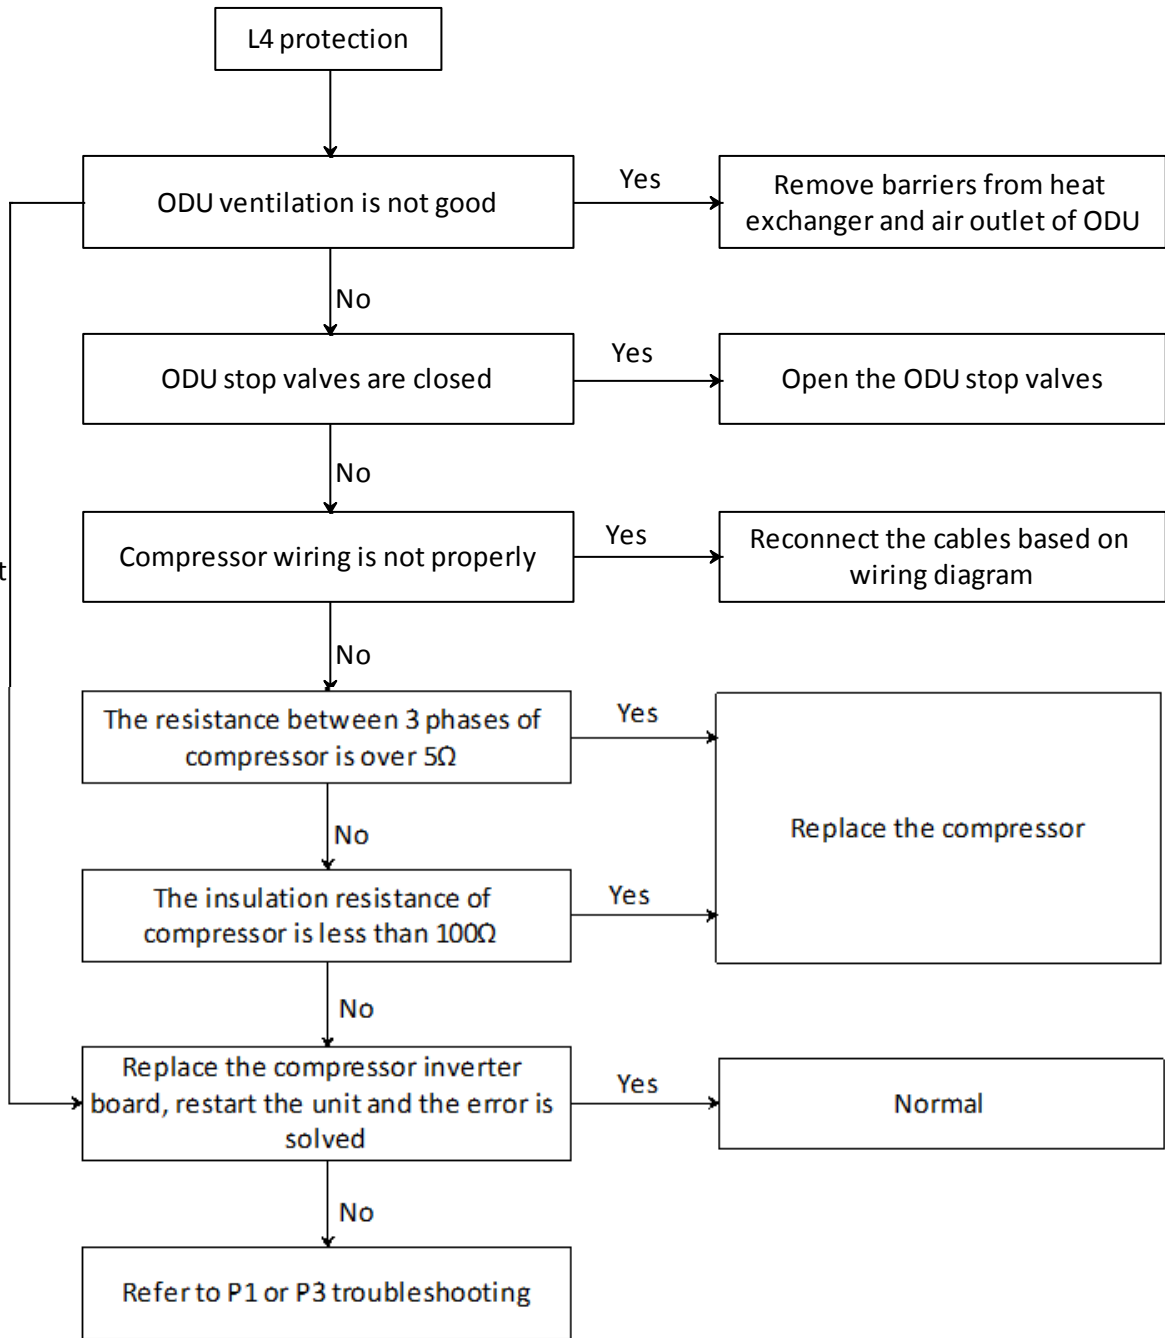 L4 protection
ODU ventilation is not good
Yes
Remove barriers from heat
exchanger and air outlet of ODU
No
ODU stop valves are closed
Yes
Open the ODU stop valves
No
Compressor wiring is not properly
Yes
Reconnect the cables based on
wiring diagram
t
No
The resistance between 3 phases of
compressor is over 5Ω
Yes
Replace the compressor
No
The insulation resistance of
compressor is less than 100Ω
Yes
No
Replace the compressor inverter
board, restart the unit and the error is
solved
Yes
Normal
No
Refer to P1 or P3 troubleshooting